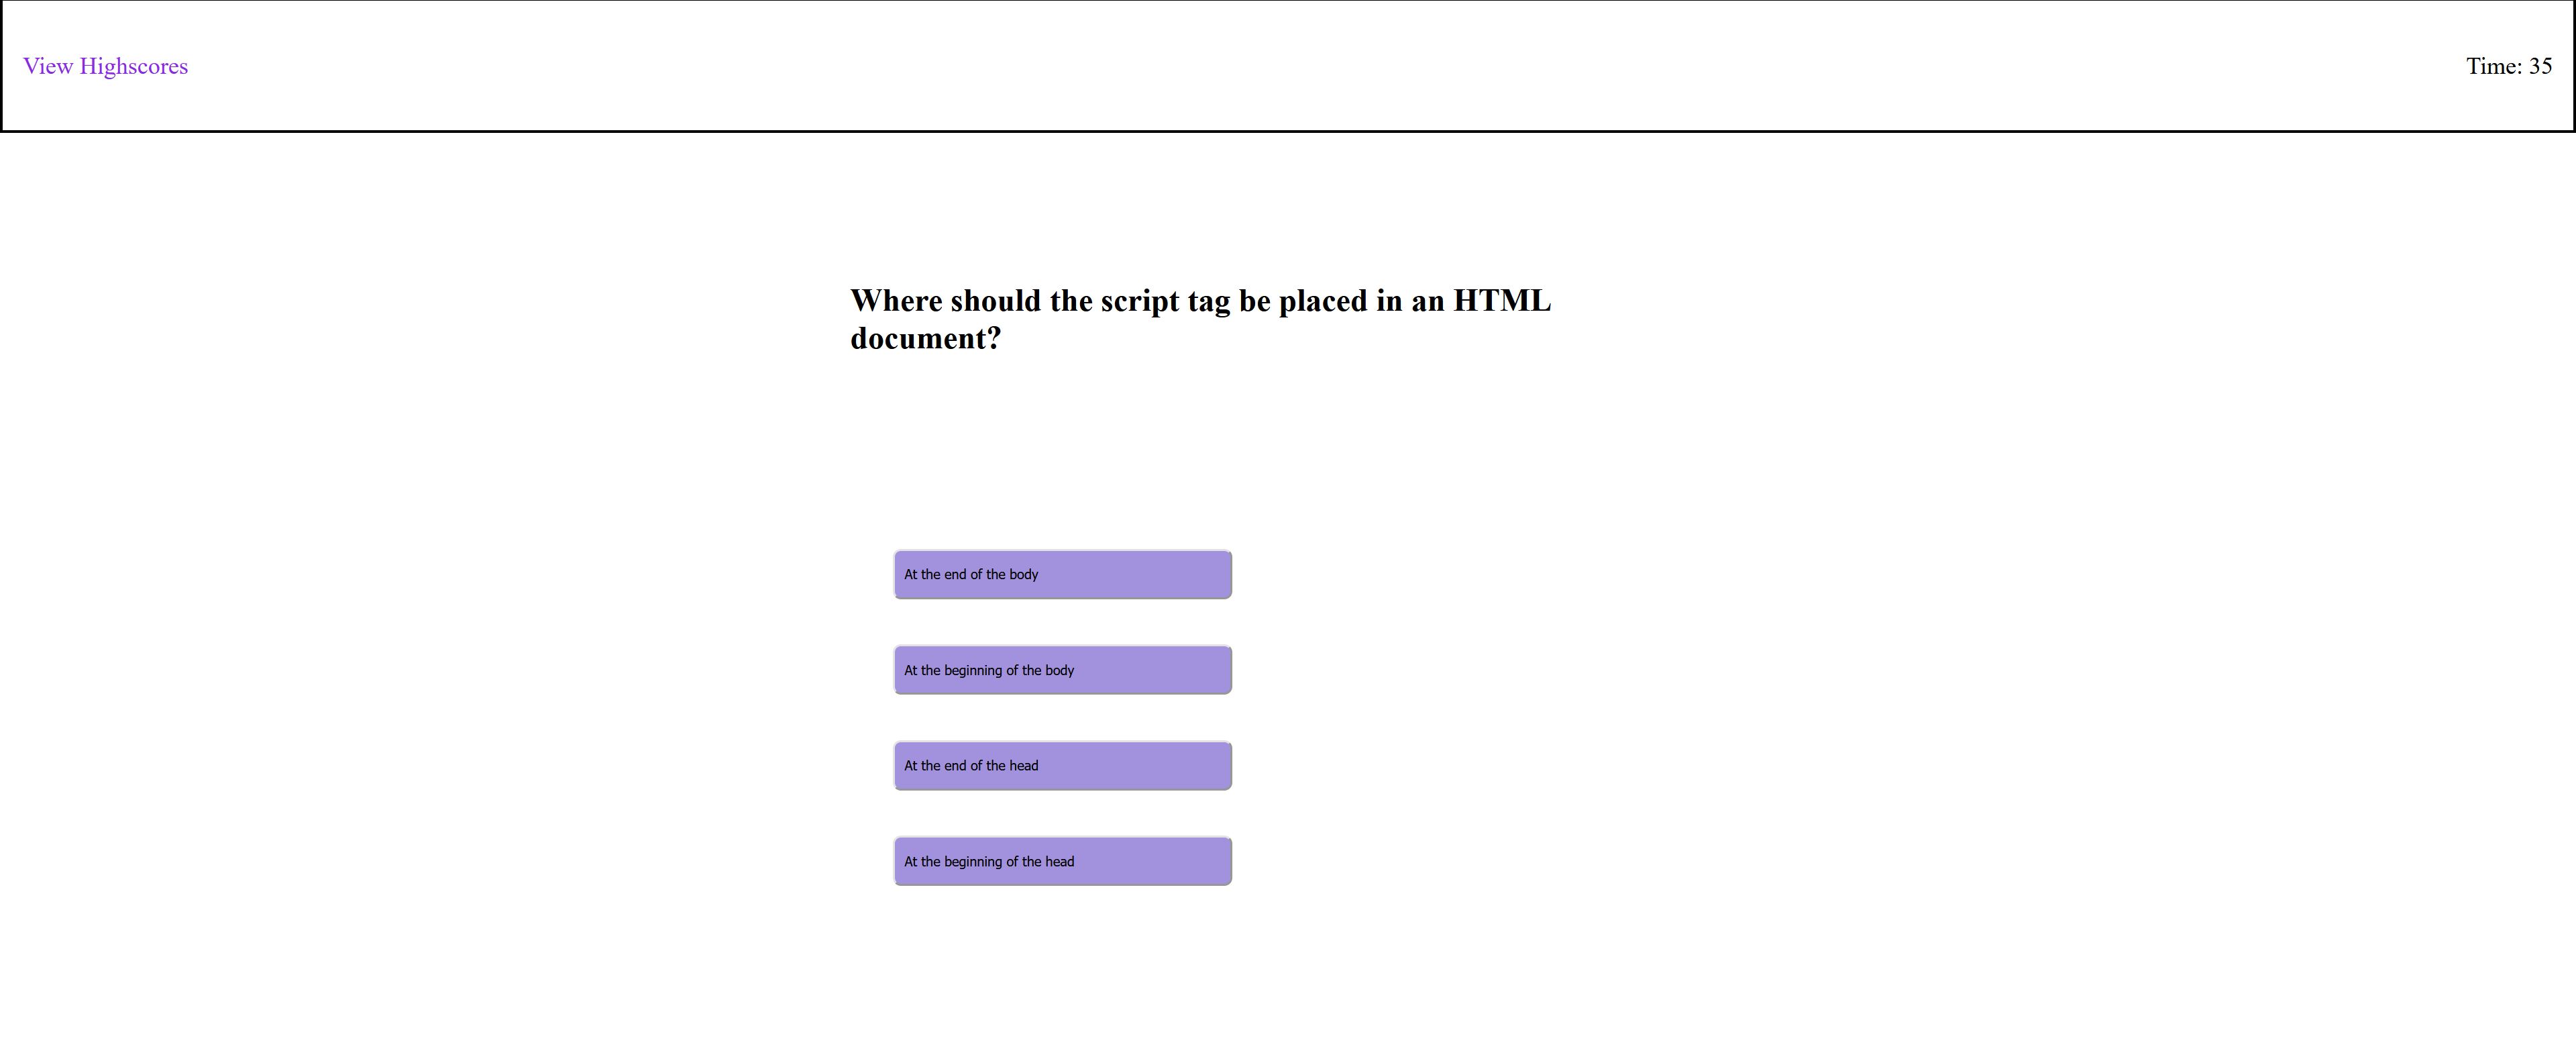 View Highscores
Time: 35
Where should the script tag be placed in an HTML
document?
At the end of the body
At the beginning of the body
At the end of the head
At the beginning of the head